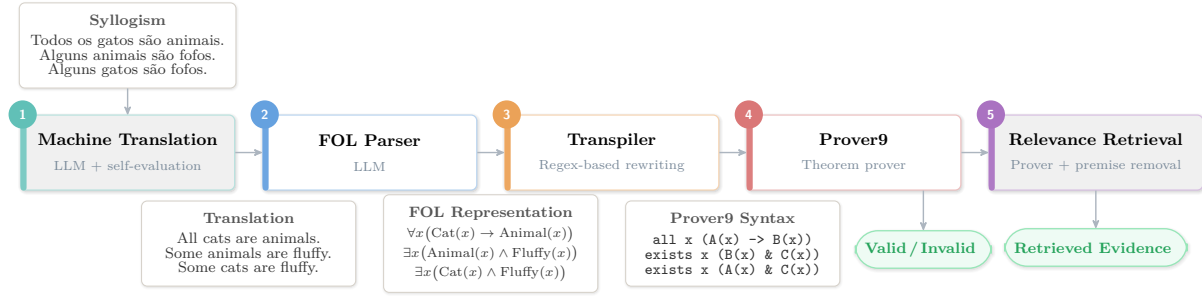 Syllogism
Todos os gatos são animais.
Alguns animais são fofos.
Alguns gatos são fofos.
1
Machine Translation
LLM + self-evaluation
2
FOL Parser
LLM
3
Transpiler
Regex-based rewriting
4
Prover9
Theorem prover
5
Relevance Retrieval
Prover + premise removal
Translation
All cats are animals.
Some animals are fluffy.
Some cats are fluffy.
FOL Representation
∀x(Cat(x) → Animal(x))
∃x(Animal(x) ∧ Fluffy(x))
∃x(Cat(x) ∧ Fluffy(x))
Prover9 Syntax
all x (A(x) -> B(x))
exists x (B(x) & C(x))
exists x (A(x) & C(x))
Valid / Invalid
Retrieved Evidence